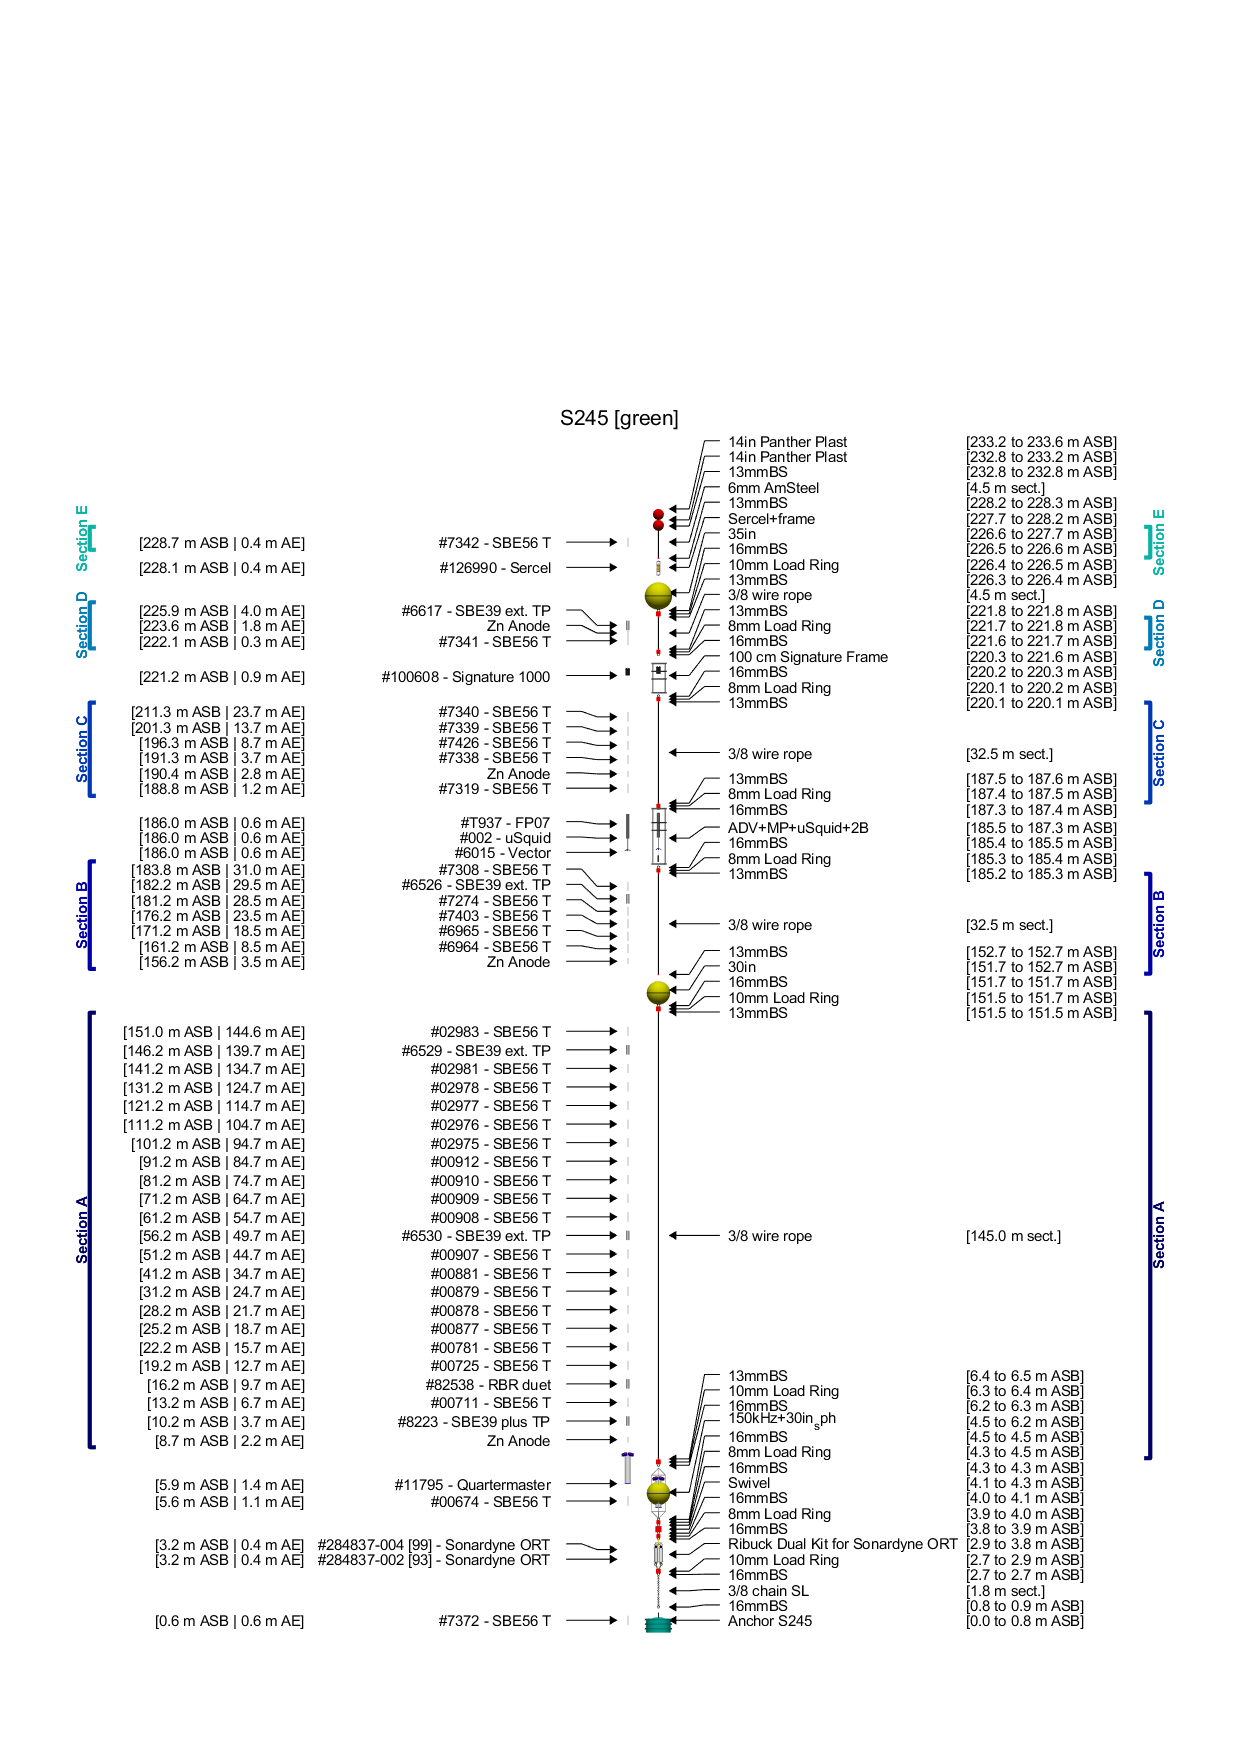 S245 [green]
14in Panther Plast [233.2 to 233.6 m ASB]
14in Panther Plast [232.8 to 233.2 m ASB]
13mmBS [232.8 to 232.8 m ASB]
6mm AmSteel [4.5 m sect.]
13mmBS [228.2 to 228.3 m ASB]
Sercel+frame [227.7 to 228.2 m ASB]
35in [226.6 to 227.7 m ASB]
16mmBS [226.5 to 226.6 m ASB]
10mm Load Ring [226.4 to 226.5 m ASB]
13mmBS [226.3 to 226.4 m ASB]
3/8 wire rope [4.5 m sect.]
13mmBS [221.8 to 221.8 m ASB]
8mm Load Ring [221.7 to 221.8 m ASB]
16mmBS [221.6 to 221.7 m ASB]
100 cm Signature Frame [220.3 to 221.6 m ASB]
16mmBS [220.2 to 220.3 m ASB]
8mm Load Ring [220.1 to 220.2 m ASB]
13mmBS [220.1 to 220.1 m ASB]
3/8 wire rope [32.5 m sect.]
13mmBS [187.5 to 187.6 m ASB]
8mm Load Ring [187.4 to 187.5 m ASB]
16mmBS [187.3 to 187.4 m ASB]
ADV+MP+uSquid+2B [185.5 to 187.3 m ASB]
16mmBS [185.4 to 185.5 m ASB]
8mm Load Ring [185.3 to 185.4 m ASB]
13mmBS [185.2 to 185.3 m ASB]
3/8 wire rope [32.5 m sect.]
13mmBS [152.7 to 152.7 m ASB]
30in [151.7 to 152.7 m ASB]
16mmBS [151.7 to 151.7 m ASB]
10mm Load Ring [151.5 to 151.7 m ASB]
13mmBS [151.5 to 151.5 m ASB]
3/8 wire rope [145.0 m sect.]
13mmBS [6.4 to 6.5 m ASB]
10mm Load Ring [6.3 to 6.4 m ASB]
16mmBS [6.2 to 6.3 m ASB]
150kHz+30in_sph [4.5 to 6.2 m ASB]
16mmBS [4.5 to 4.5 m ASB]
8mm Load Ring [4.3 to 4.5 m ASB]
16mmBS [4.3 to 4.3 m ASB]
Swivel [4.1 to 4.3 m ASB]
16mmBS [4.0 to 4.1 m ASB]
8mm Load Ring [3.9 to 4.0 m ASB]
16mmBS [3.8 to 3.9 m ASB]
Ribuck Dual Kit for Sonardyne ORT [2.9 to 3.8 m ASB]
10mm Load Ring [2.7 to 2.9 m ASB]
16mmBS [2.7 to 2.7 m ASB]
3/8 chain SL [1.8 m sect.]
16mmBS [0.8 to 0.9 m ASB]
Anchor S245 [0.0 to 0.8 m ASB]
[228.7 m ASB | 0.4 m AE] #7342 - SBE56 T
[228.1 m ASB | 0.4 m AE] #126990 - Sercel
[225.9 m ASB | 4.0 m AE] #6617 - SBE39 ext. TP
[223.6 m ASB | 1.8 m AE] Zn Anode
[222.1 m ASB | 0.3 m AE] #7341 - SBE56 T
[221.2 m ASB | 0.9 m AE] #100608 - Signature 1000
[211.3 m ASB | 23.7 m AE] #7340 - SBE56 T
[201.3 m ASB | 13.7 m AE] #7339 - SBE56 T
[196.3 m ASB | 8.7 m AE] #7426 - SBE56 T
[191.3 m ASB | 3.7 m AE] #7338 - SBE56 T
[190.4 m ASB | 2.8 m AE] Zn Anode
[188.8 m ASB | 1.2 m AE] #7319 - SBE56 T
[186.0 m ASB | 0.6 m AE] #T937 - FP07
[186.0 m ASB | 0.6 m AE] #002 - uSquid
[186.0 m ASB | 0.6 m AE] #6015 - Vector
[183.8 m ASB | 31.0 m AE] #7308 - SBE56 T
[182.2 m ASB | 29.5 m AE] #6526 - SBE39 ext. TP
[181.2 m ASB | 28.5 m AE] #7274 - SBE56 T
[176.2 m ASB | 23.5 m AE] #7403 - SBE56 T
[171.2 m ASB | 18.5 m AE] #6965 - SBE56 T
[161.2 m ASB | 8.5 m AE] #6964 - SBE56 T
[156.2 m ASB | 3.5 m AE] Zn Anode
[151.0 m ASB | 144.6 m AE] #02983 - SBE56 T
[146.2 m ASB | 139.7 m AE] #6529 - SBE39 ext. TP
[141.2 m ASB | 134.7 m AE] #02981 - SBE56 T
[131.2 m ASB | 124.7 m AE] #02978 - SBE56 T
[121.2 m ASB | 114.7 m AE] #02977 - SBE56 T
[111.2 m ASB | 104.7 m AE] #02976 - SBE56 T
[101.2 m ASB | 94.7 m AE] #02975 - SBE56 T
[91.2 m ASB | 84.7 m AE] #00912 - SBE56 T
[81.2 m ASB | 74.7 m AE] #00910 - SBE56 T
[71.2 m ASB | 64.7 m AE] #00909 - SBE56 T
[61.2 m ASB | 54.7 m AE] #00908 - SBE56 T
[56.2 m ASB | 49.7 m AE] #6530 - SBE39 ext. TP
[51.2 m ASB | 44.7 m AE] #00907 - SBE56 T
[41.2 m ASB | 34.7 m AE] #00881 - SBE56 T
[31.2 m ASB | 24.7 m AE] #00879 - SBE56 T
[28.2 m ASB | 21.7 m AE] #00878 - SBE56 T
[25.2 m ASB | 18.7 m AE] #00877 - SBE56 T
[22.2 m ASB | 15.7 m AE] #00781 - SBE56 T
[19.2 m ASB | 12.7 m AE] #00725 - SBE56 T
[16.2 m ASB | 9.7 m AE] #82538 - RBR duet
[13.2 m ASB | 6.7 m AE] #00711 - SBE56 T
[10.2 m ASB | 3.7 m AE] #8223 - SBE39 plus TP
[8.7 m ASB | 2.2 m AE] Zn Anode
[5.9 m ASB | 1.4 m AE] #11795 - Quartermaster
[5.6 m ASB | 1.1 m AE] #00674 - SBE56 T
[3.2 m ASB | 0.4 m AE] #284837-004 [99] - Sonardyne ORT
[3.2 m ASB | 0.4 m AE] #284837-002 [93] - Sonardyne ORT
[0.6 m ASB | 0.6 m AE] #7372 - SBE56 T
Section E
Section D
Section C
Section B
Section A
Section E
Section D
Section C
Section B
Section A